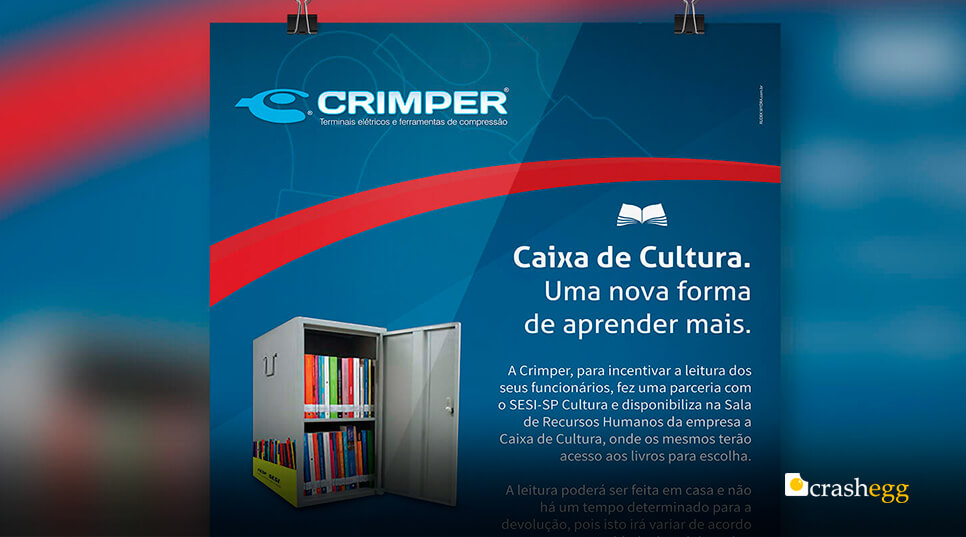 CRIMPER®
Terminais elétricos e ferramentas de compressão
Caixa de Cultura.
Uma nova forma
de aprender mais.
A Crimper, para incentivar a leitura dos
seus funcionários, fez uma parceria com
o SESI-SP Cultura e disponibiliza na Sala
de Recursos Humanos da empresa a
Caixa de Cultura, onde os mesmos terão
acesso aos livros para escolha.
A leitura poderá ser feita em casa e não
há um tempo determinado para a
devolução, pois isto irá variar de acordo
SESI
crashegg